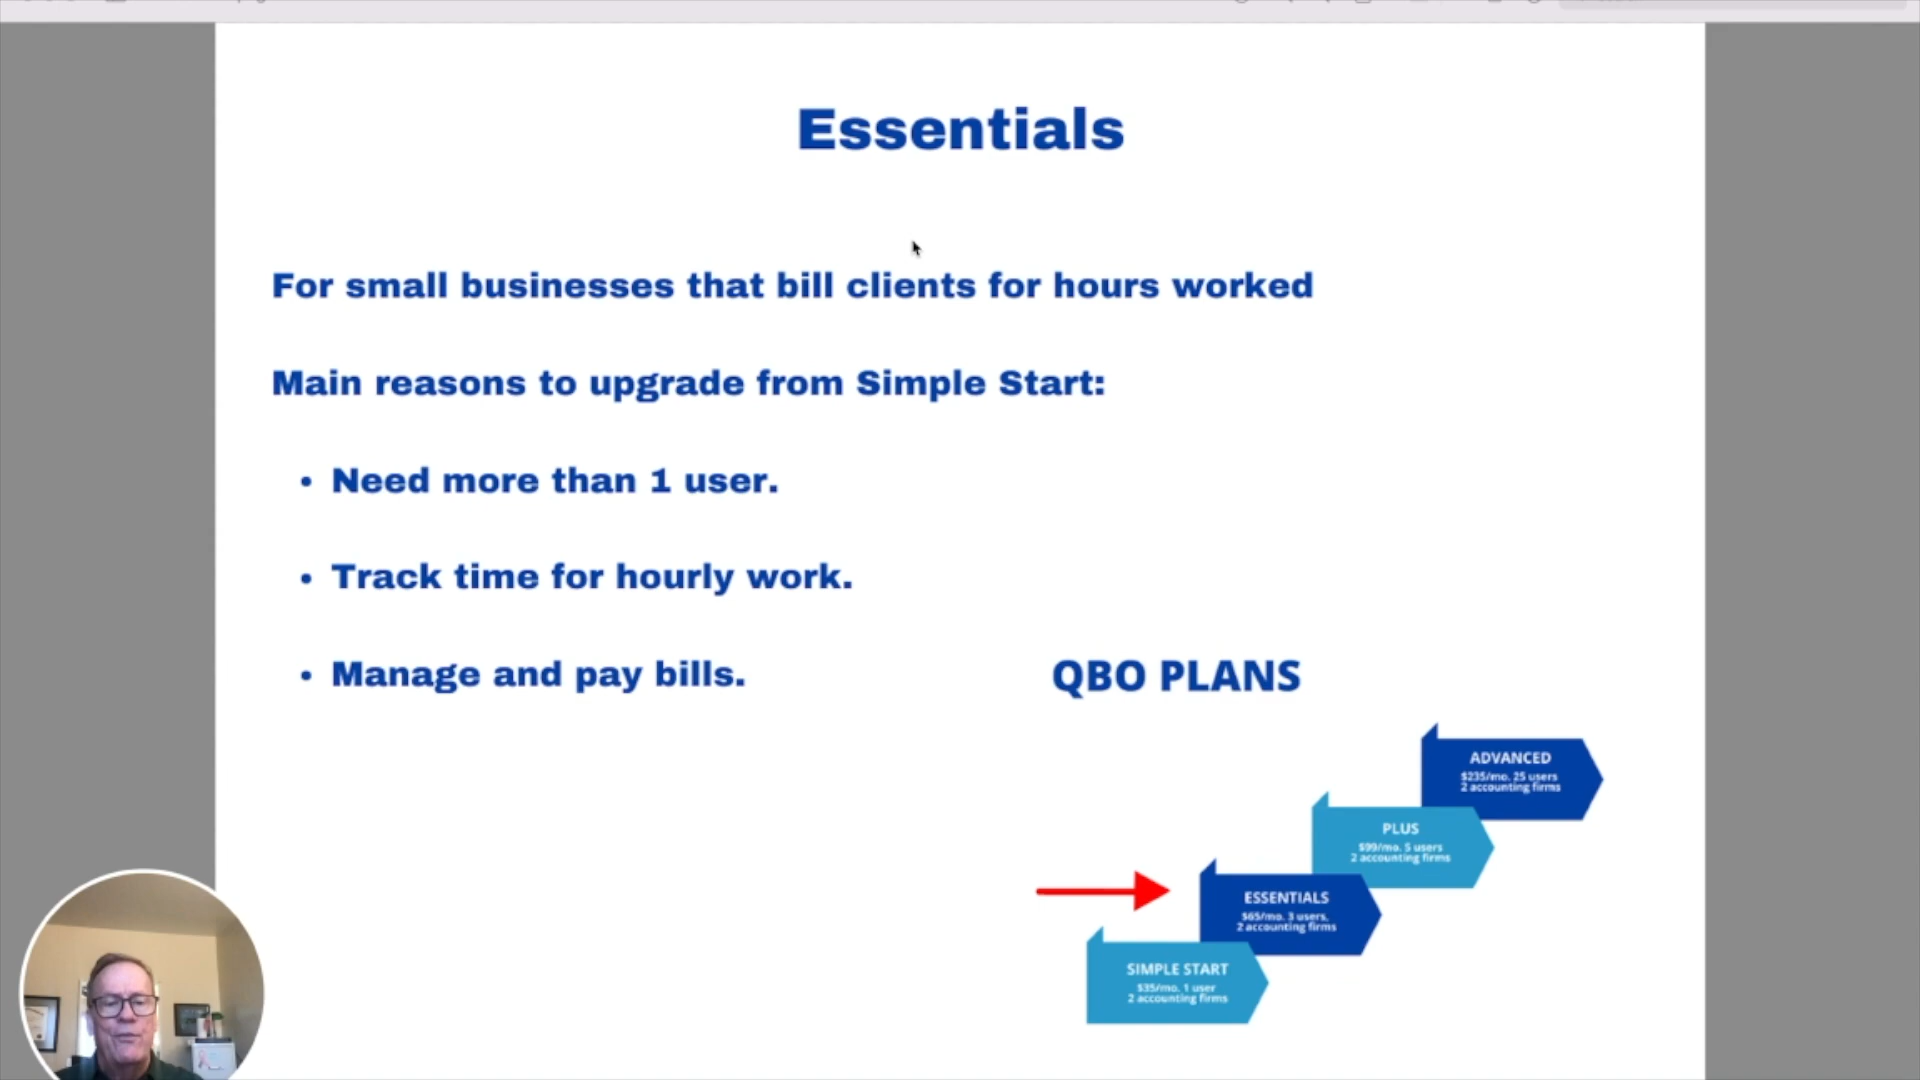 Essentials
For small businesses that bill clients for hours worked
Main reasons to upgrade from Simple Start:
• Need more than 1 user.
• Track time for hourly work.
• Manage and pay bills.
QBO PLANS
ADVANCED
$235/mo. 25 users
2 accounting firms
PLUS
$99/mo. 5 users
2 accounting firms
ESSENTIALS
$65/mo. 3 users,
2 accounting firms
SIMPLE START
$35/mo. 1 user
2 accounting firms